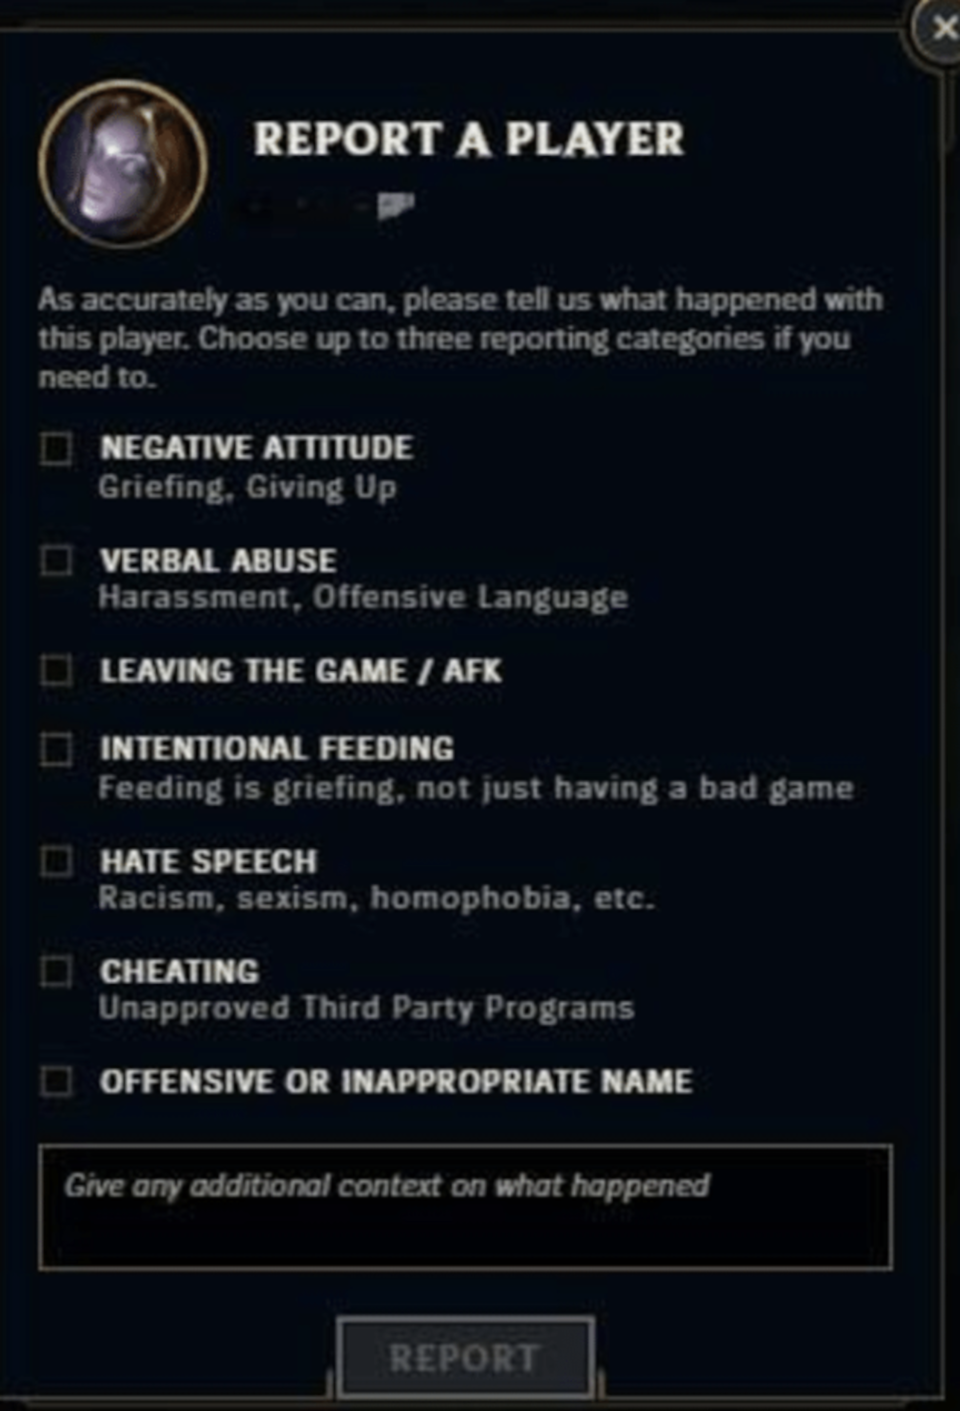 REPORT A PLAYER
As accurately as you can, please tell us what happened with
this player. Choose up to three reporting categories if you
need to.
NEGATIVE ATTITUDE
Griefing, Giving Up
VERBAL ABUSE
Harassment, Offensive Language
LEAVING THE GAME / AFK
INTENTIONAL FEEDING
Feeding is griefing, not just having a bad game
HATE SPEECH
Racism, sexism, homophobia, etc.
CHEATING
Unapproved Third Party Programs
OFFENSIVE OR INAPPROPRIATE NAME
Give any additional context on what happened
REPORT